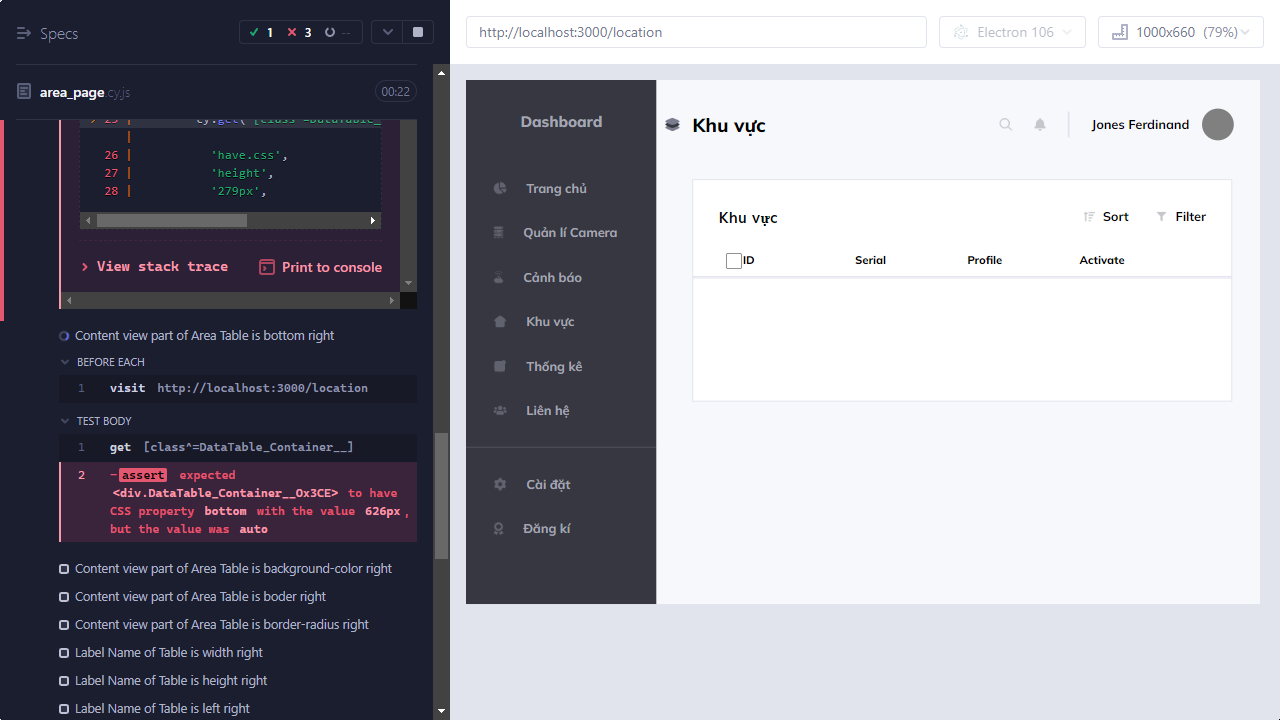 Specs
1
3
--
area_page.cy.js
00:22
25 | cy.get('[class^=DataTable_
|
26 | 'have.css',
27 | 'height',
28 | '279px',
View stack trace
Print to console
Content view part of Area Table is bottom right
BEFORE EACH
1 visit http://localhost:3000/location
TEST BODY
1 get [class^=DataTable_Container__]
2 -assert expected
<div.DataTable_Container__Ox3CE> to have
CSS property bottom with the value 626px,
but the value was auto
Content view part of Area Table is background-color right
Content view part of Area Table is boder right
Content view part of Area Table is border-radius right
Label Name of Table is width right
Label Name of Table is height right
Label Name of Table is left right
http://localhost:3000/location
Electron 106
1000x660 (79%)
Dashboard
Trang chủ
Quản lí Camera
Cảnh báo
Khu vực
Thống kê
Liên hệ
Cài đặt
Đăng kí
Khu vực
Jones Ferdinand
Khu vực
Sort
Filter
ID Serial Profile Activate